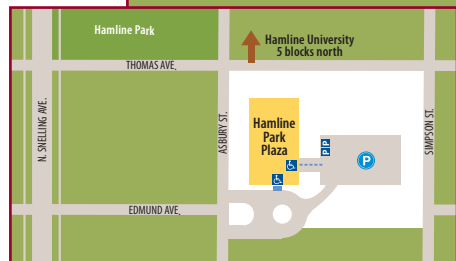 Hamline Park
Hamline University
5 blocks north
THOMAS AVE.
N. SNELLING AVE.
ASBURY ST.
SIMPSON ST.
Hamline
Park
Plaza
P P
P
EDMUND AVE.